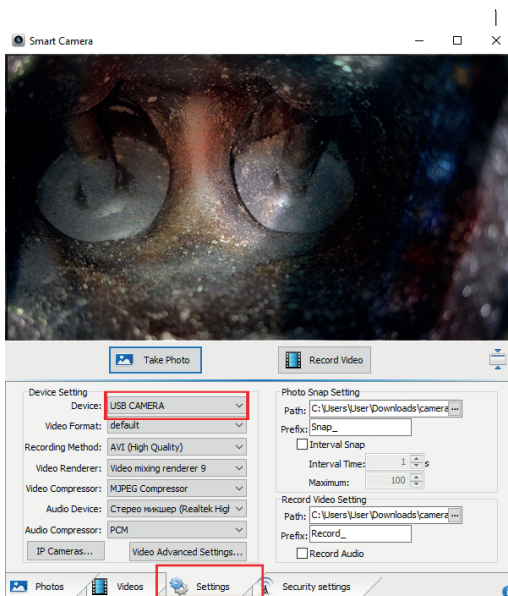 Smart Camera
Take Photo
Record Video
Device Setting
Device: USB CAMERA
Video Format: default
Recording Method: AVI (High Quality)
Video Renderer: Video mixing renderer 9
Video Compressor: MJPEG Compressor
Audio Device: Стерео микшер (Realtek High
Audio Compressor: PCM
IP Cameras...
Video Advanced Settings...
Photo Snap Setting
Path: C:\Users\User\Downloads\camera ...
Prefix: Snap_
Interval Snap
Interval Time: 1 s
Maximum: 100
Record Video Setting
Path: C:\Users\User\Downloads\camera ...
Prefix: Record_
Record Audio
Photos
Videos
Settings
Security settings